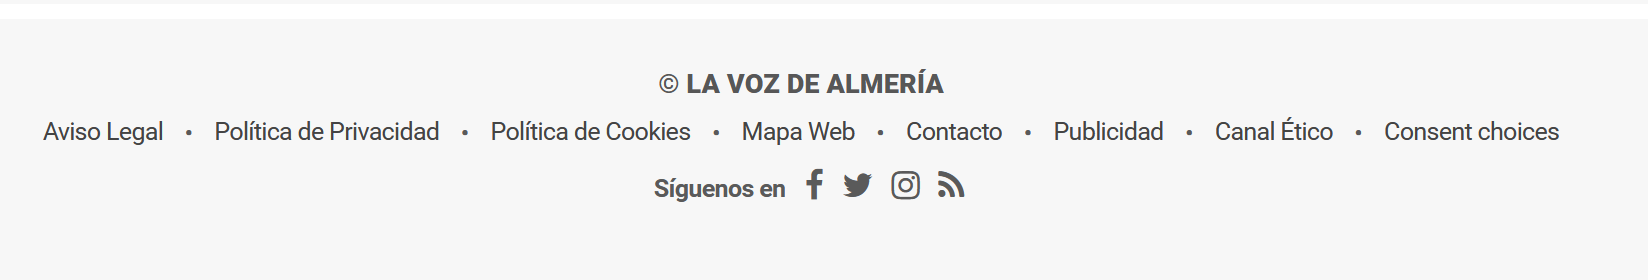 © LA VOZ DE ALMERÍA
Aviso Legal • Política de Privacidad • Política de Cookies • Mapa Web • Contacto • Publicidad • Canal Ético • Consent choices
Síguenos en